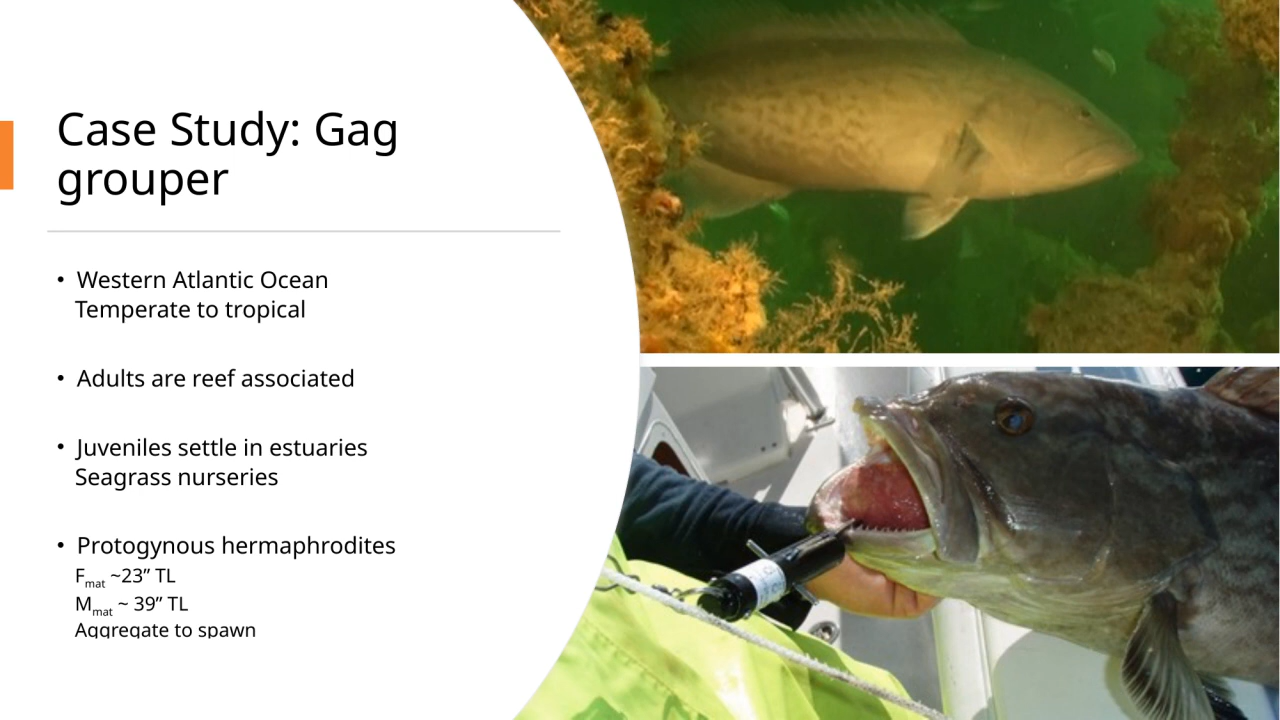 Case Study: Gag
grouper
• Western Atlantic Ocean
Temperate to tropical
• Adults are reef associated
• Juveniles settle in estuaries
Seagrass nurseries
• Protogynous hermaphrodites
Fmat ~23” TL
Mmat ~ 39” TL
Aggregate to spawn